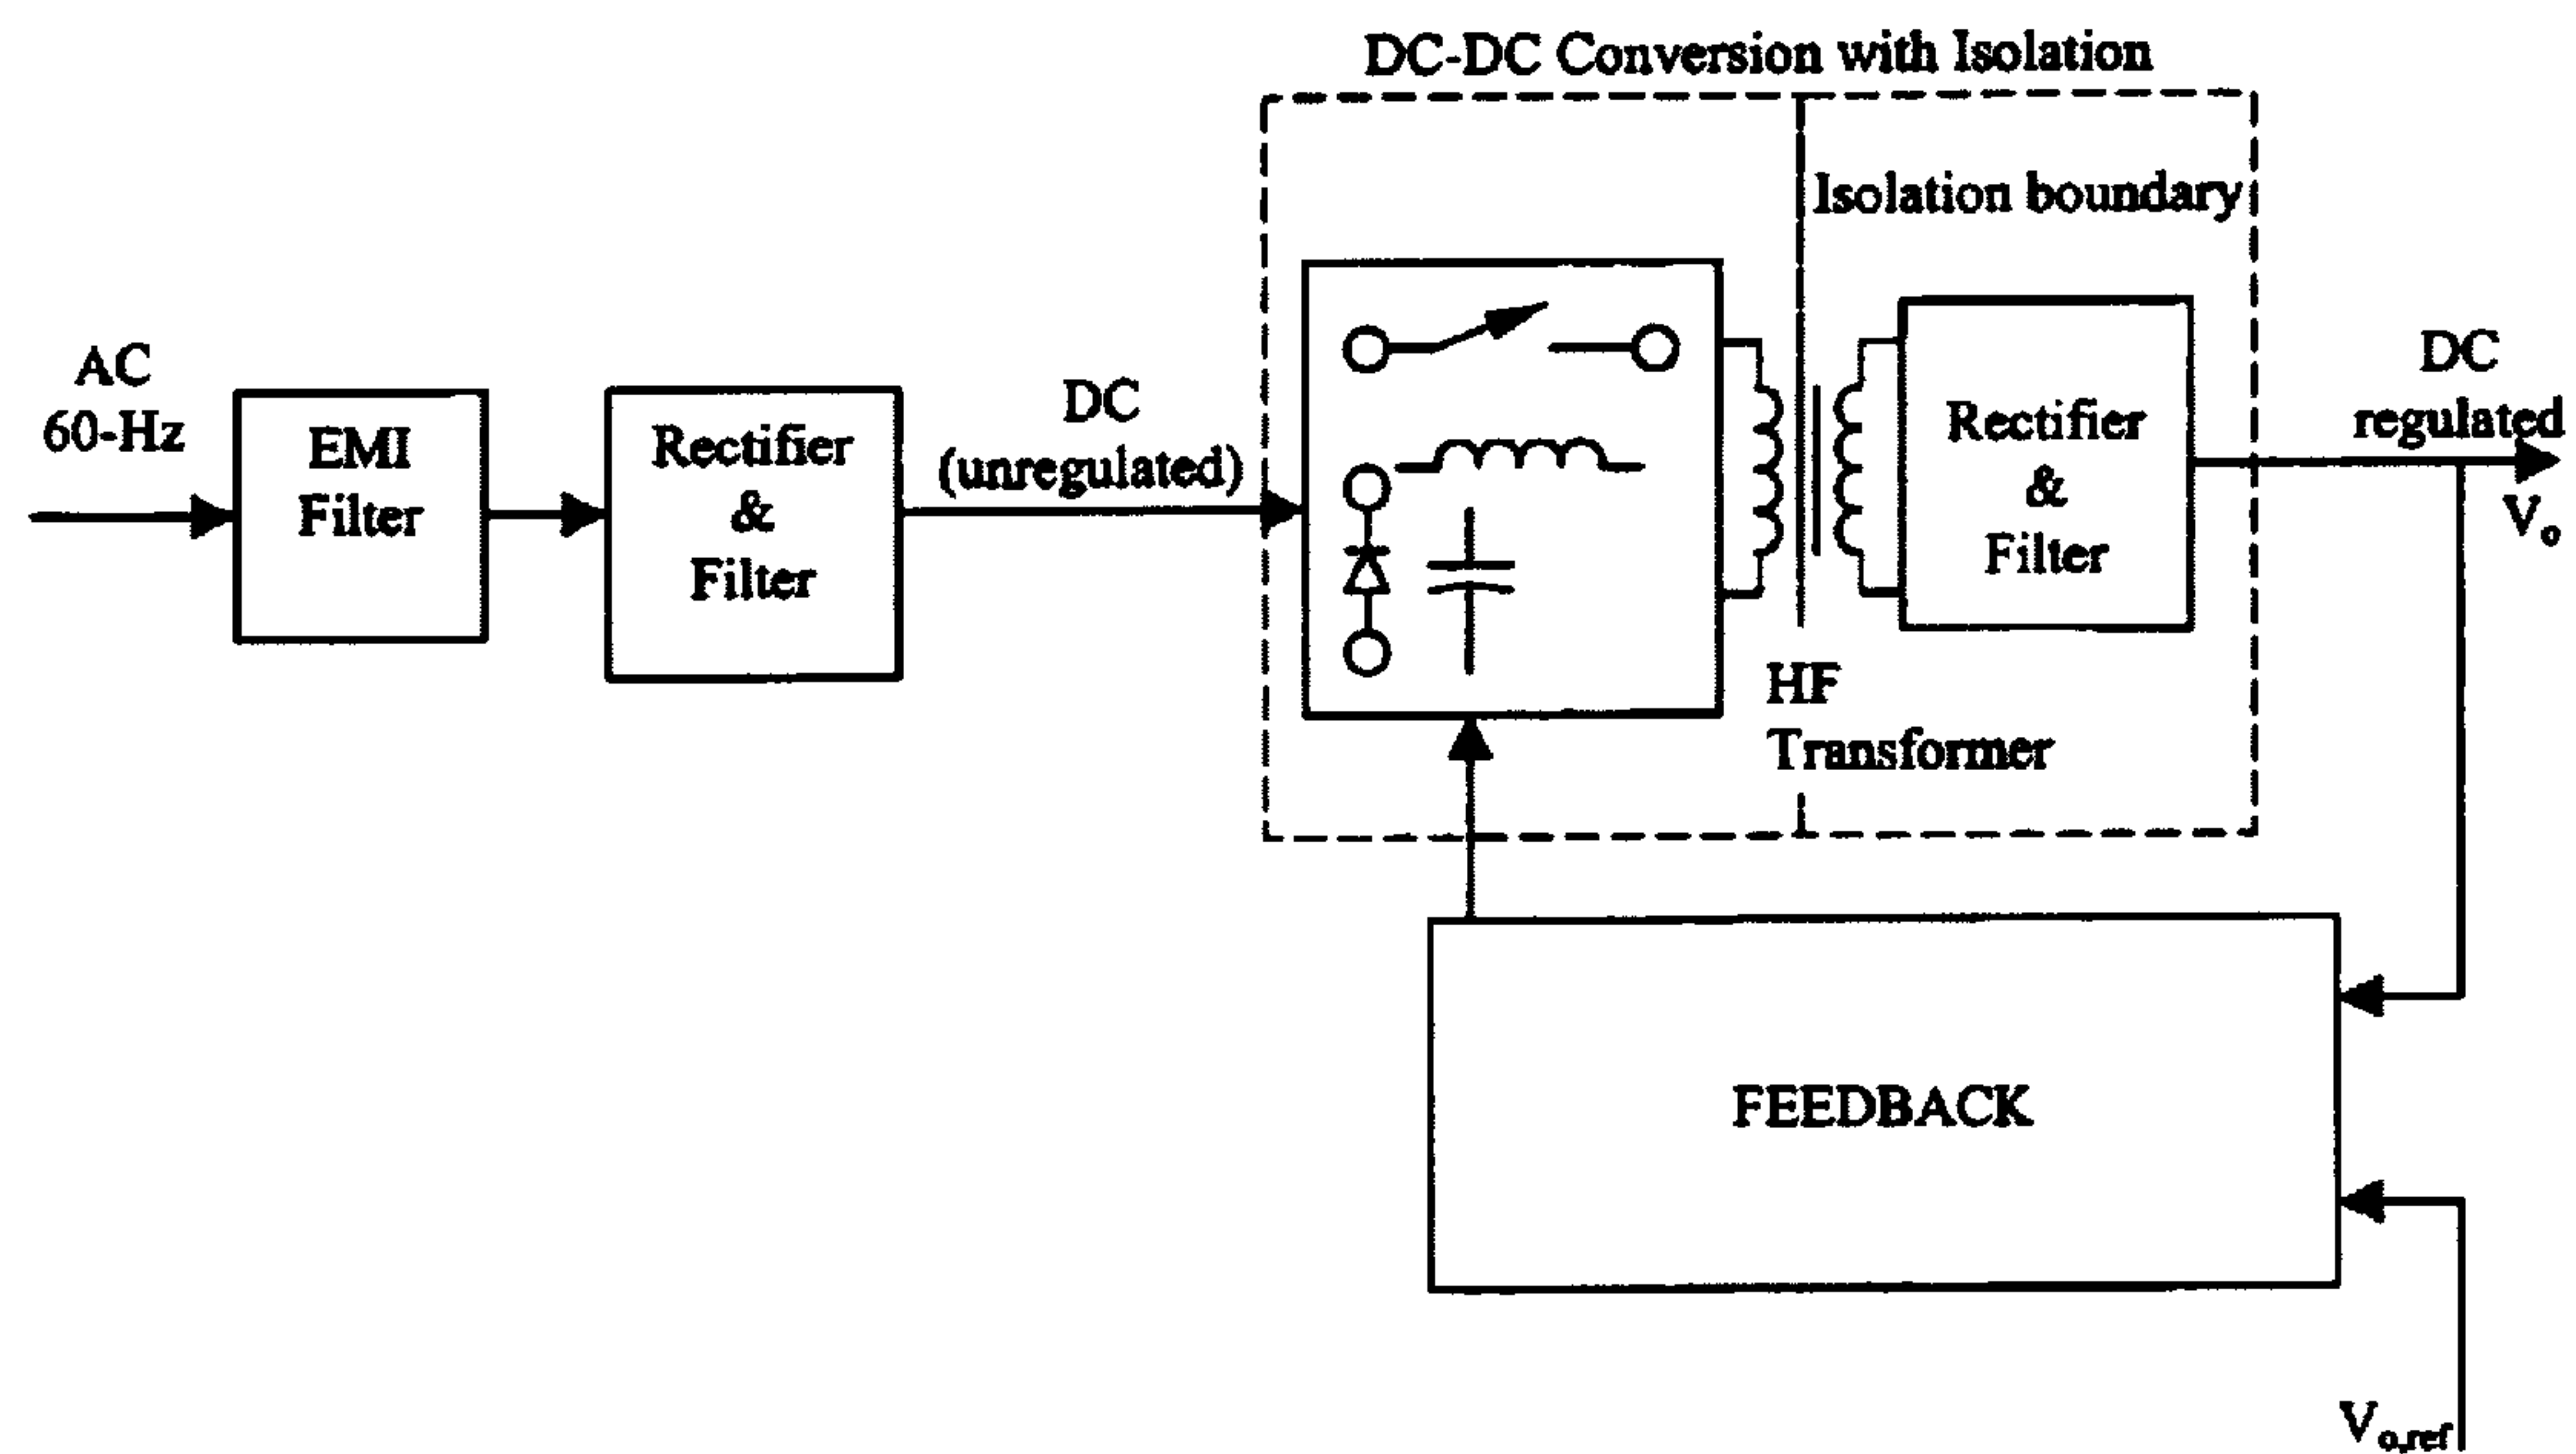 DC-DC Conversion with Isolation
Isolation boundary
AC
60-Hz
EMI
Filter
Rectifier
&
Filter
DC
(unregulated)
Rectifier
&
Filter
DC
regulated
Vo
HF
Transformer
FEEDBACK
Vo,ref